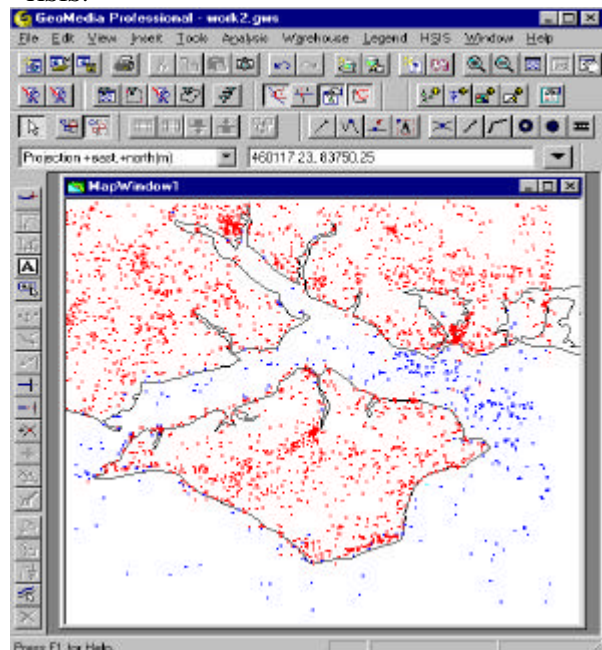 GeoMedia Professional - work2.gws
File Edit View Insert Tools Analysis Warehouse Legend HSIS Window Help
Projection +east,+north(m) 460117.23, 83750.25
MapWindow1
A
Press F1 for Help.